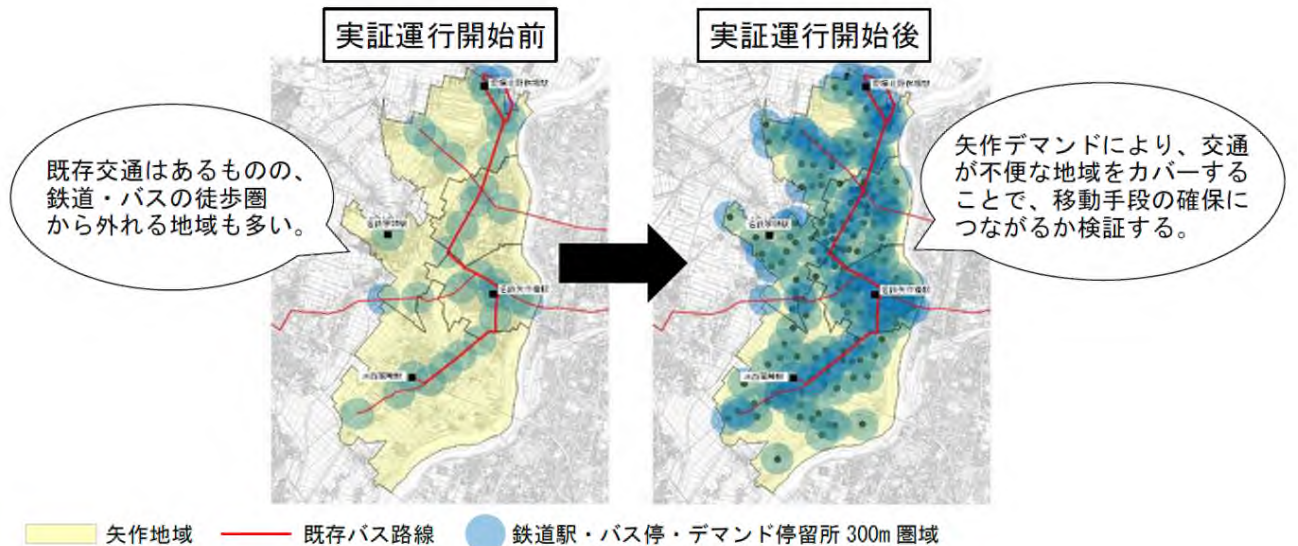 実証運行開始前
実証運行開始後
既存交通はあるものの、
鉄道・バスの徒歩圏
から外れる地域も多い。
矢作デマンドにより、交通
が不便な地域をカバーする
ことで、移動手段の確保に
つながるか検証する。
矢作地域
既存バス路線
鉄道駅・バス停・デマンド停留所 300m 圏域